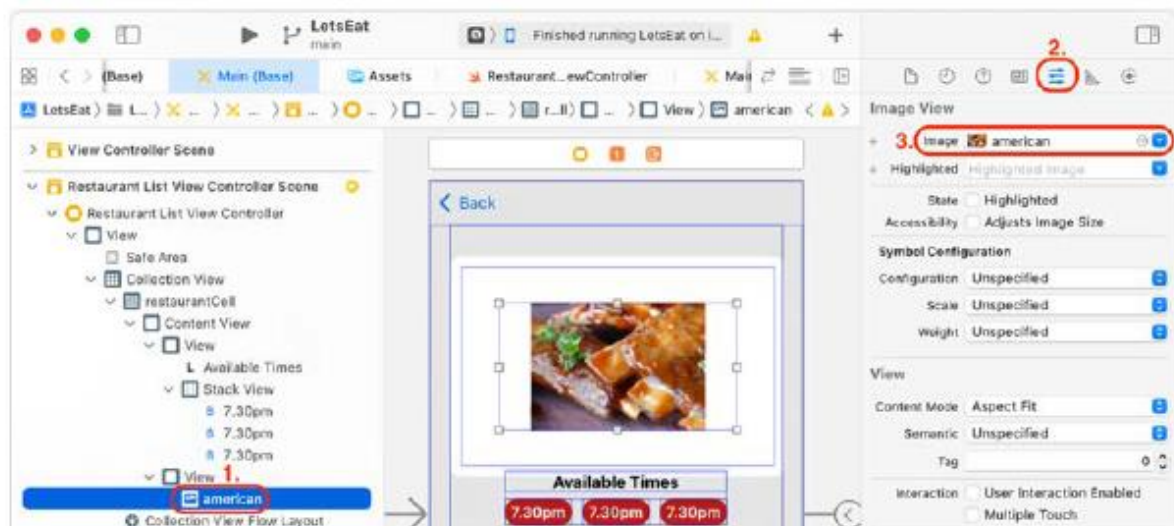 LetsEat
main
Finished running LetsEat on i...
(Base)
Main (Base)
Assets
Restaurant...ewController
Mai
LetsEat
L...
r...ll)
View
american
View Controller Scene
Restaurant List View Controller Scene
Restaurant List View Controller
View
Safe Area
Collection View
restaurantCell
Content View
View
L Available Times
Stack View
B 7.30pm
B 7.30pm
B 7.30pm
View 1.
american
Collection View Flow Layout
Back
Available Times
7.30pm 7.30pm 7.30pm
2.
Image View
3. Image american
Highlighted Highlighted Image
State Highlighted
Accessibility Adjusts Image Size
Symbol Configuration
Configuration Unspecified
Scale Unspecified
Weight Unspecified
View
Content Mode Aspect Fit
Semantic Unspecified
Tag 0
Interaction User Interaction Enabled
Multiple Touch